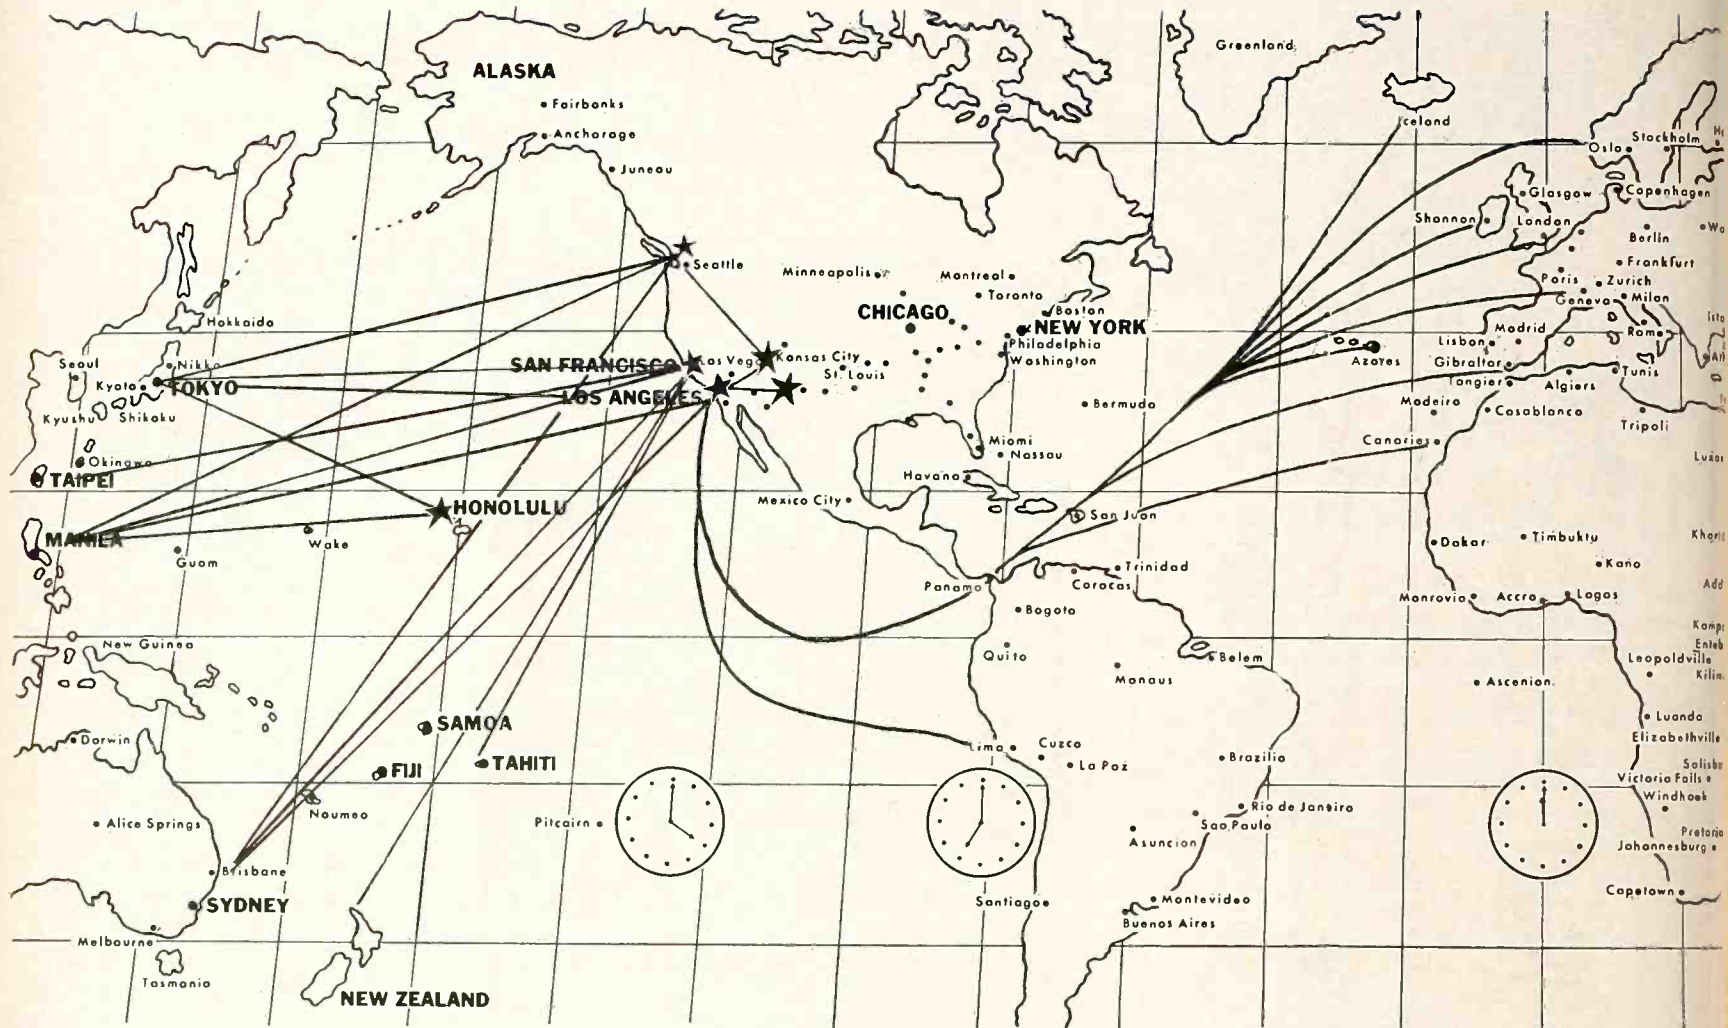 Greenland
ALASKA
Fairbanks
Iceland
Anchorage
Stockholm
Oslo
Juneau
Glasgow
Copenhagen
Shannon
London
Berlin
Seattle
Minneapolis
Montreal
Frankfurt
Paris
Zurich
Toronto
Geneva
Milan
CHICAGO
Boston
Hokkaido
NEW YORK
Madrid
Rome
Philadelphia
Lisbon
Seoul
Nikko
SAN FRANCISCO
Las Vegas
Kansas City
Washington
Azores
Gibraltar
St. Louis
Tunis
Kyoto
TOKYO
Tangier
Algiers
LOS ANGELES
Bermuda
Madeira
Casablanca
Kyushu
Shikoku
Tripoli
Miami
Canaries
Nassau
Okinawa
TAIPEI
Havana
Mexico City
HONOLULU
San Juan
MANILA
Wake
Dakar
Timbuktu
Guam
Kano
Trinidad
Panama
Caracas
Monrovia
Accra
Lagos
Bogota
New Guinea
Quito
Belem
Leopoldville
Manaus
Ascenion
SAMOA
Luanda
Darwin
Elizabethville
Lima
Cuzco
TAHITI
La Paz
Brazilia
FIJI
Victoria Falls
Windhoek
Noumea
Rio de Janeiro
Alice Springs
Pitcairn
Sao Paulo
Asuncion
Johannesburg
Brisbane
Capetown
SYDNEY
Santiago
Montevideo
Buenos Aires
Melbourne
Tasmania
NEW ZEALAND